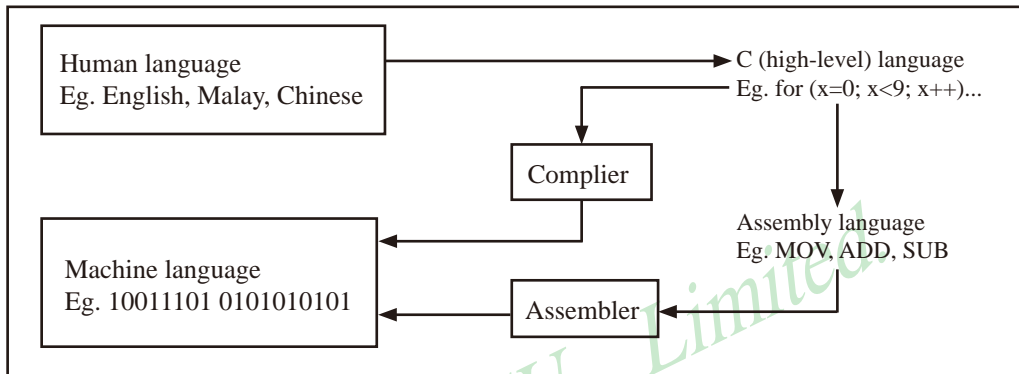 Human language
Eg. English, Malay, Chinese
C (high-level) language
Eg. for (x=0; x<9; x++)...
Complier
Assembly language
Eg. MOV, ADD, SUB
Machine language
Eg. 10011101 0101010101
Assembler
Limited.